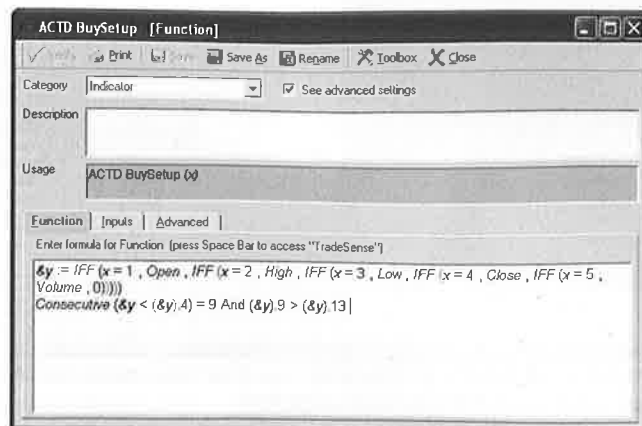 ACTD BuySetup [Function]
Print Save As Rename Toolbox Close
Category Indicator See advanced settings
Description
Usage ACTD BuySetup (x)
Function Inputs Advanced
Enter formula for Function (press Space Bar to access "TradeSense")
&y := IFF (x = 1 , Open , IFF (x = 2 , High , IFF (x = 3 , Low , IFF (x = 4 , Close , IFF (x = 5 ,
Volume , 0)))))
Consecutive (&y < (&y).4) = 9 And (&y).9 > (&y).13